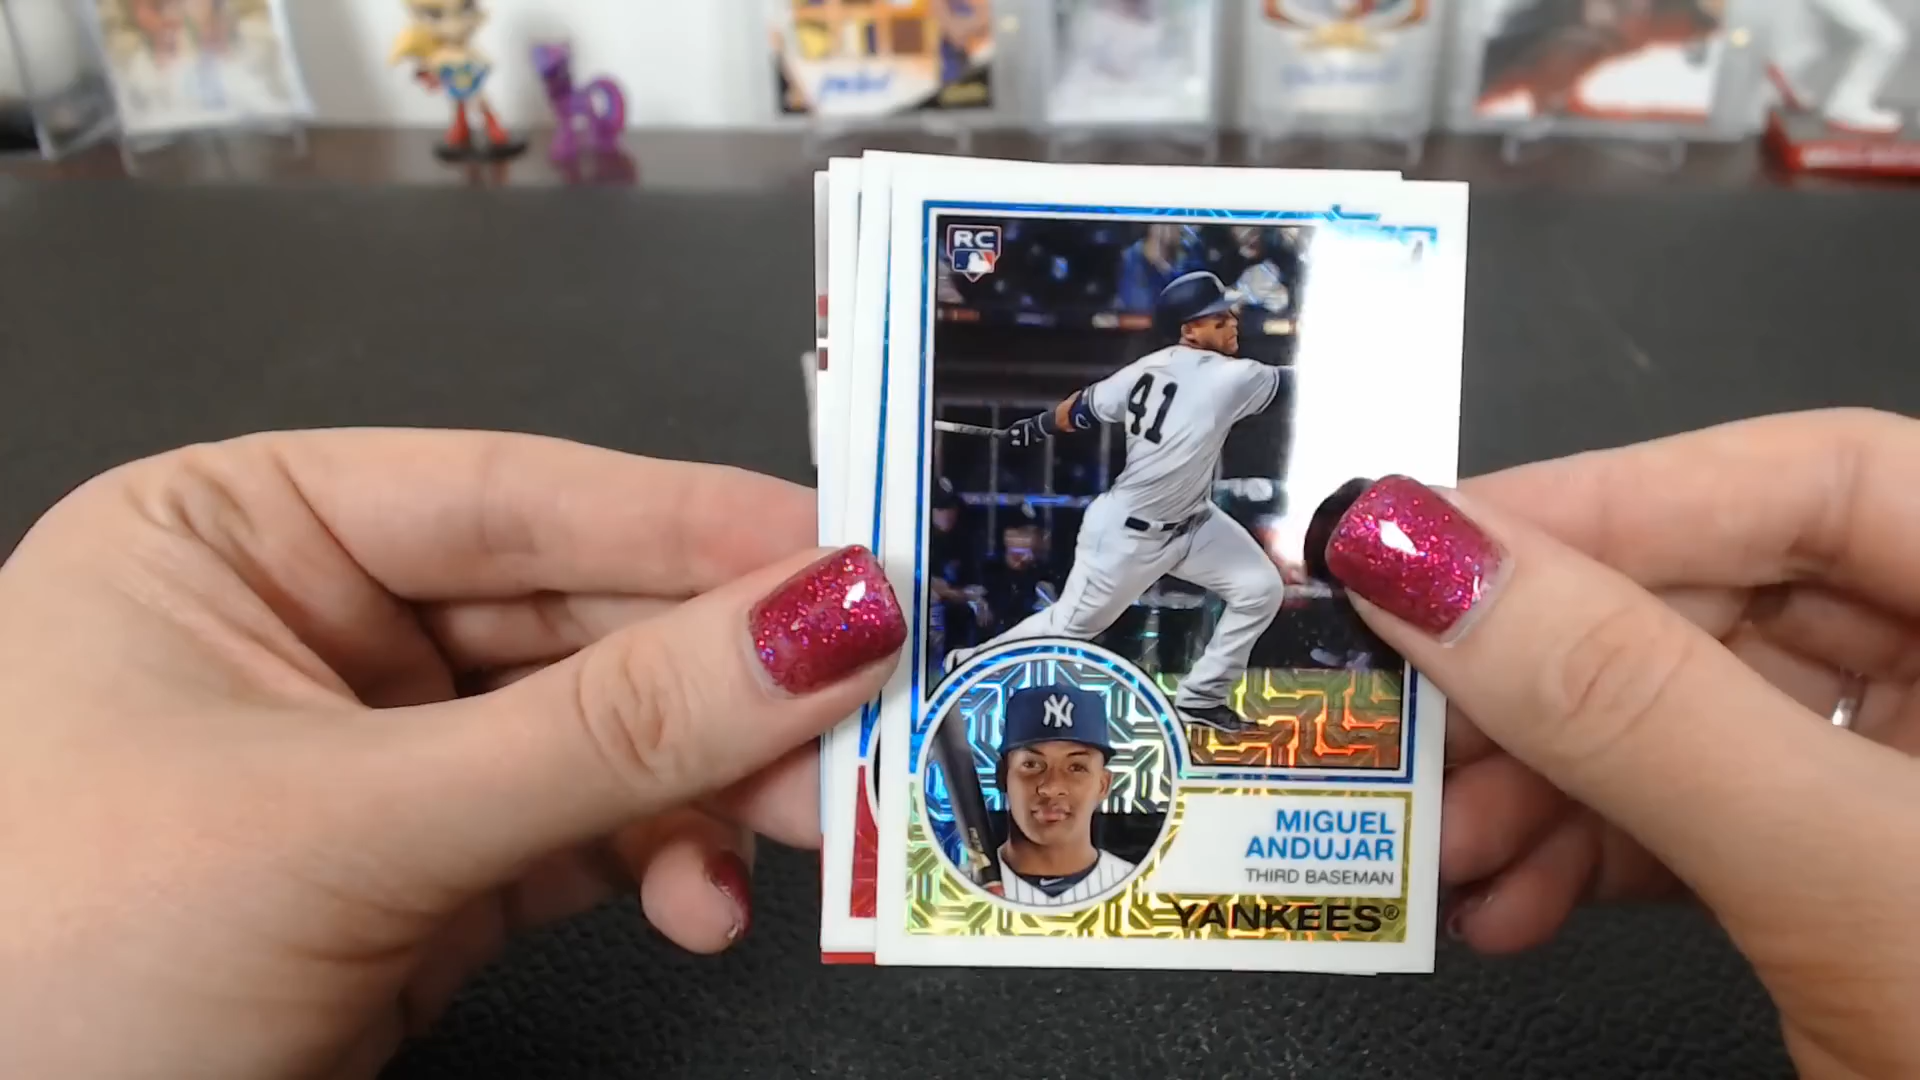 RC
41
NY
MIGUEL
ANDUJAR
THIRD BASEMAN
YANKEES®